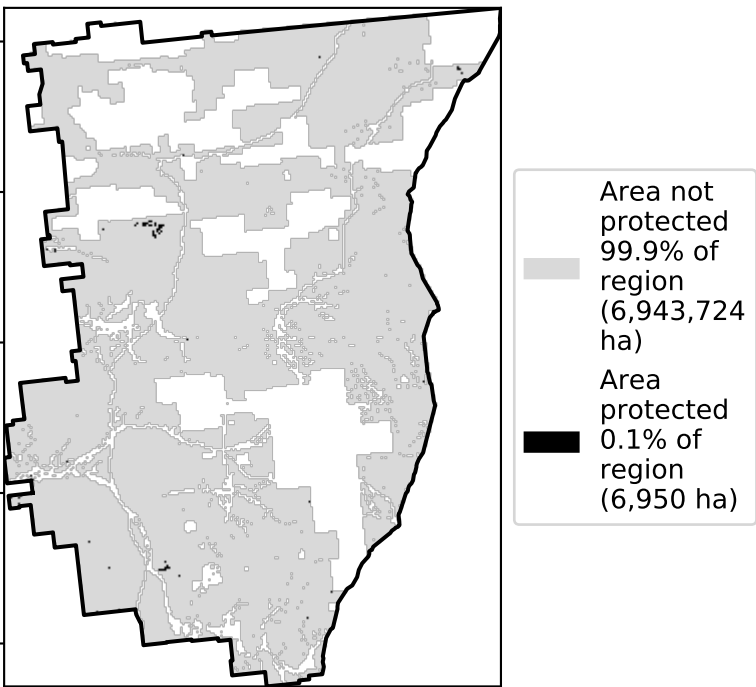 Area not
protected
99.9% of
region
(6,943,724
ha)
Area
protected
0.1% of
region
(6,950 ha)